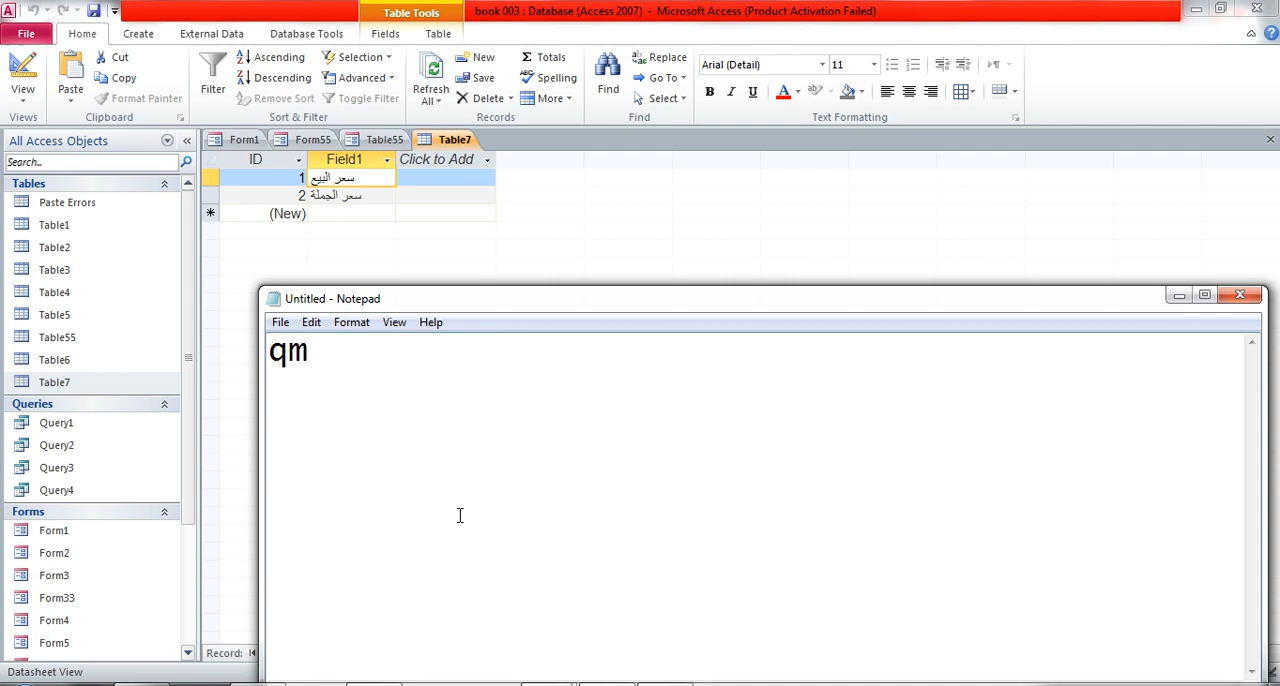 Table Tools
book 003 : Database (Access 2007) - Microsoft Access (Product Activation Failed)
File Home Create External Data Database Tools Fields Table
View
Views
Paste
Cut
Copy
Format Painter
Clipboard
Filter
Ascending
Descending
Remove Sort
Selection
Advanced
Toggle Filter
Sort & Filter
Refresh All
New
Save
Delete
Totals
Spelling
More
Records
Find
Replace
Go To
Select
Find
Arial (Detail) 11
B I U A
Text Formatting
All Access Objects
Search...
Tables
Paste Errors
Table1
Table2
Table3
Table4
Table5
Table55
Table6
Table7
Queries
Query1
Query2
Query3
Query4
Forms
Form1
Form2
Form3
Form33
Form4
Form5
Form1 Form55 Table55 Table7
ID Field1 Click to Add
1 سعر البيع
2 سعر الجملة
(New)
Untitled - Notepad
File Edit Format View Help
qm
Record:
Datasheet View